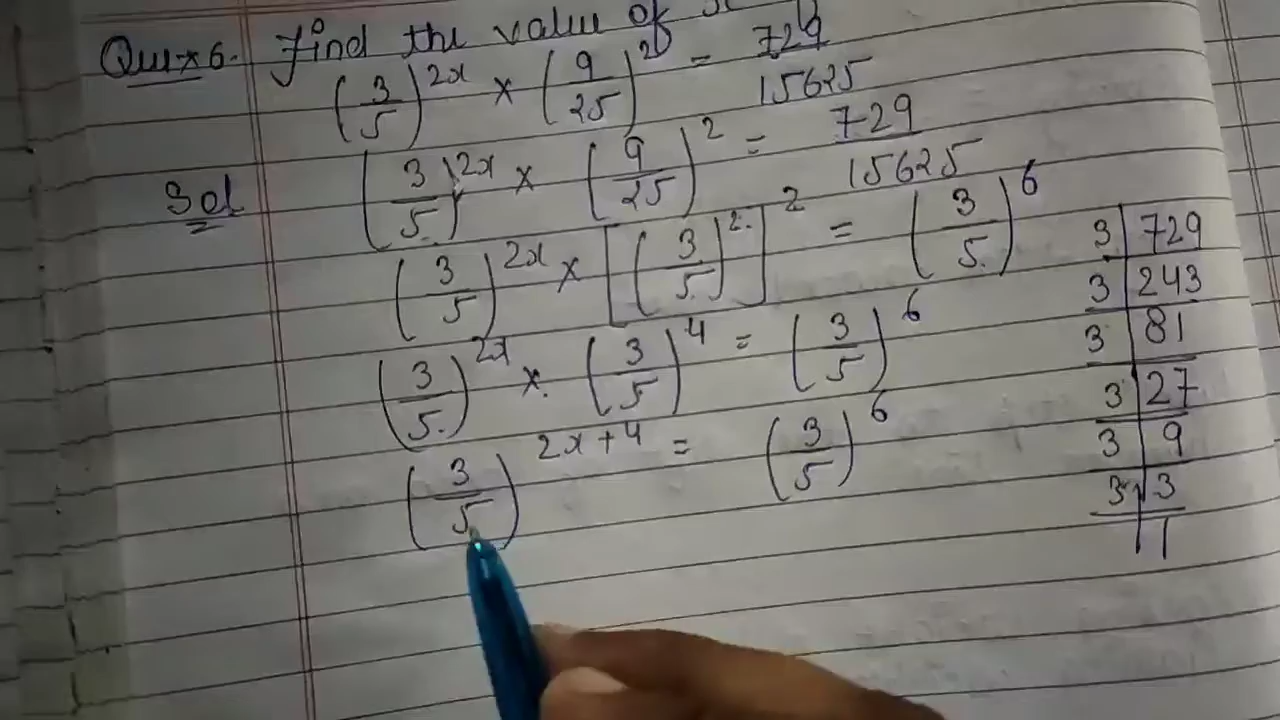 Que*6. Find the value of x
(3/5)^2x × (9/25)^2 = 729/15625
Sol (3/5)^2x × (9/25)^2 = 729/15625
(3/5)^2x × [(3/5)^2]^2 = (3/5)^6
(3/5)^2x × (3/5)^4 = (3/5)^6
(3/5)^2x+4 = (3/5)^6
3 | 729
3 | 243
3 | 81
3 | 27
3 | 9
3 | 3
| 1